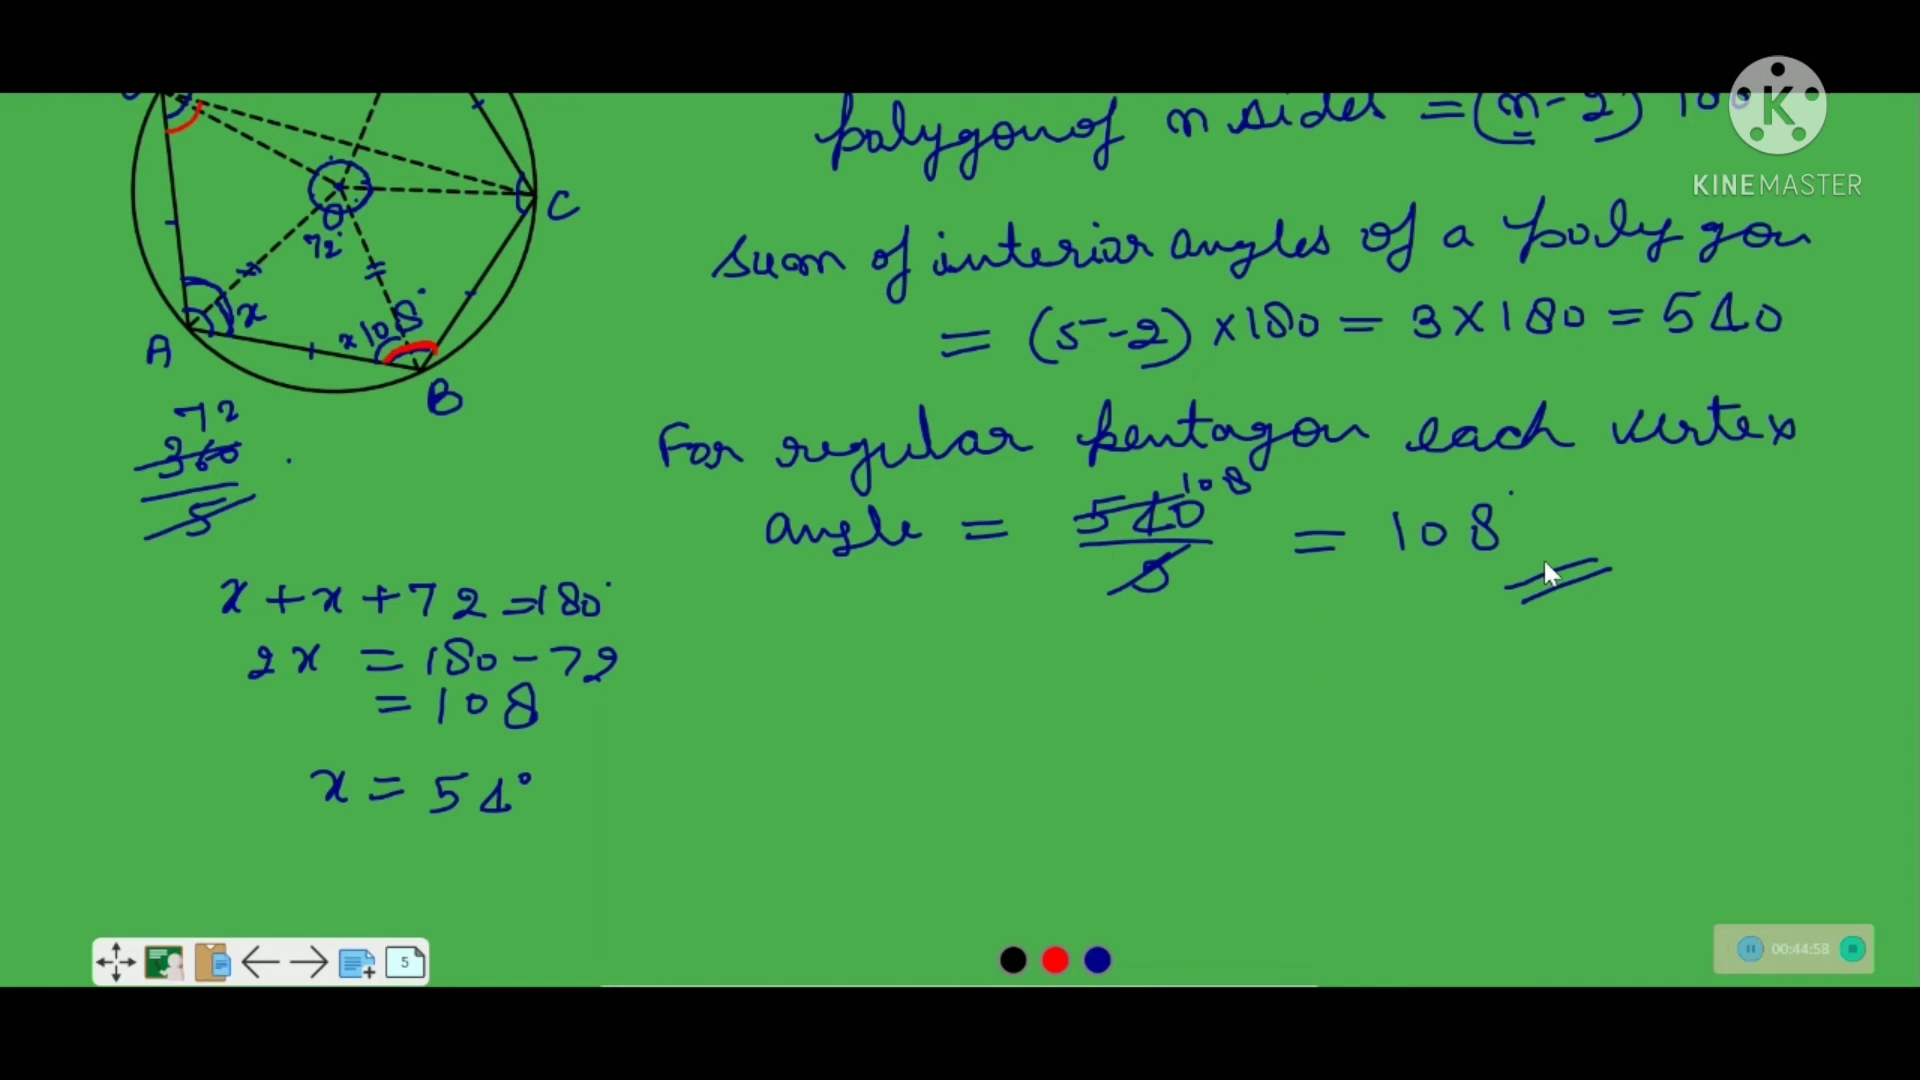 polygon of n sides = (n-2) 180
KINEMASTER
sum of interior angles of a polygon
= (5-2) × 180 = 3 × 180 = 540
For regular pentagon each vertex
angle = 540/5 108 = 108°
C
O
72°
x
x 108°
A
B
72
360
5
x + x + 72 = 180°
2x = 180 - 72
= 108
x = 54°
5
00:44:58